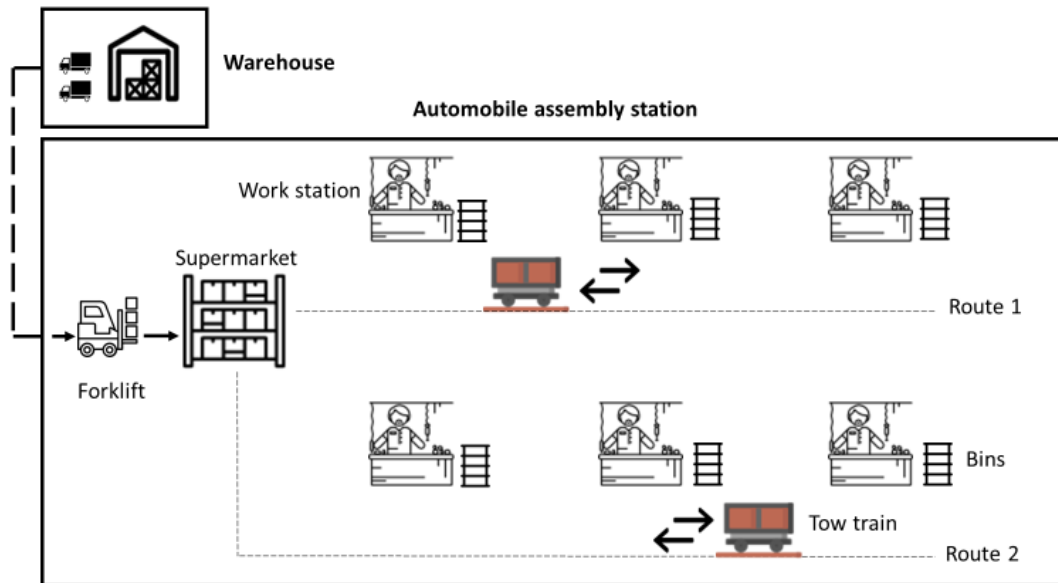 Warehouse
Automobile assembly station
Work station
Supermarket
Route 1
Forklift
Bins
Tow train
Route 2